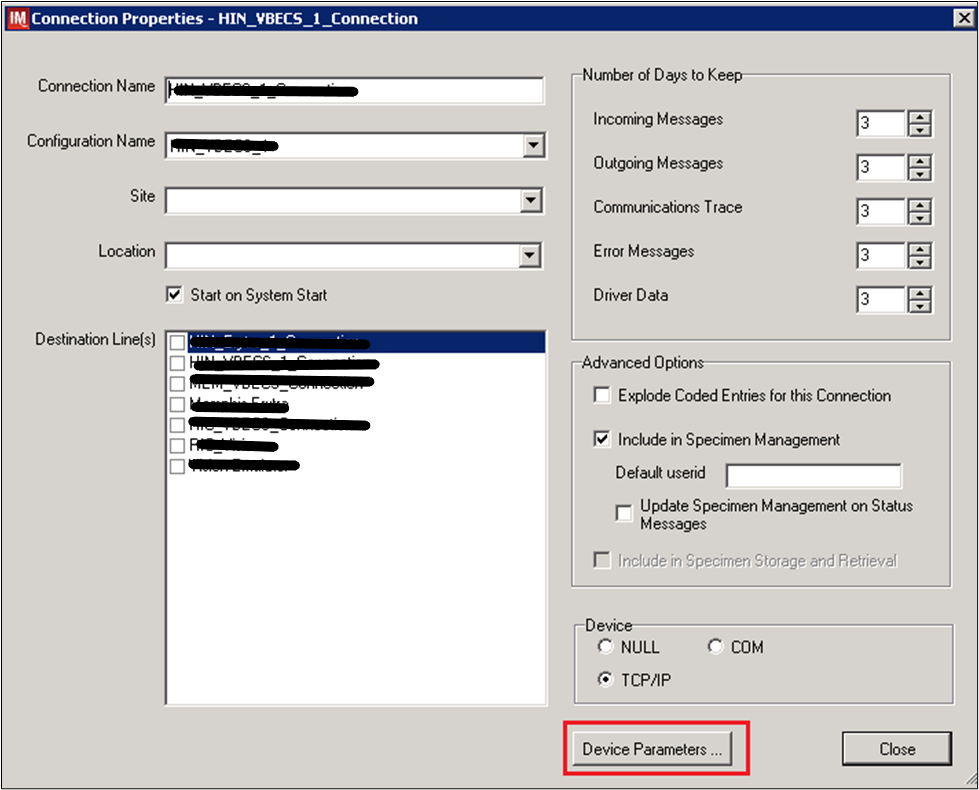 IM Connection Properties - HIN_VBECS_1_Connection
Connection Name
Configuration Name
Site
Location
Start on System Start
Destination Line(s)
Number of Days to Keep
Incoming Messages 3
Outgoing Messages 3
Communications Trace 3
Error Messages 3
Driver Data 3
Advanced Options
Explode Coded Entries for this Connection
Include in Specimen Management
Default userid
Update Specimen Management on Status
Messages
Include in Specimen Storage and Retrieval
Device
NULL COM
TCP/IP
Device Parameters ... Close